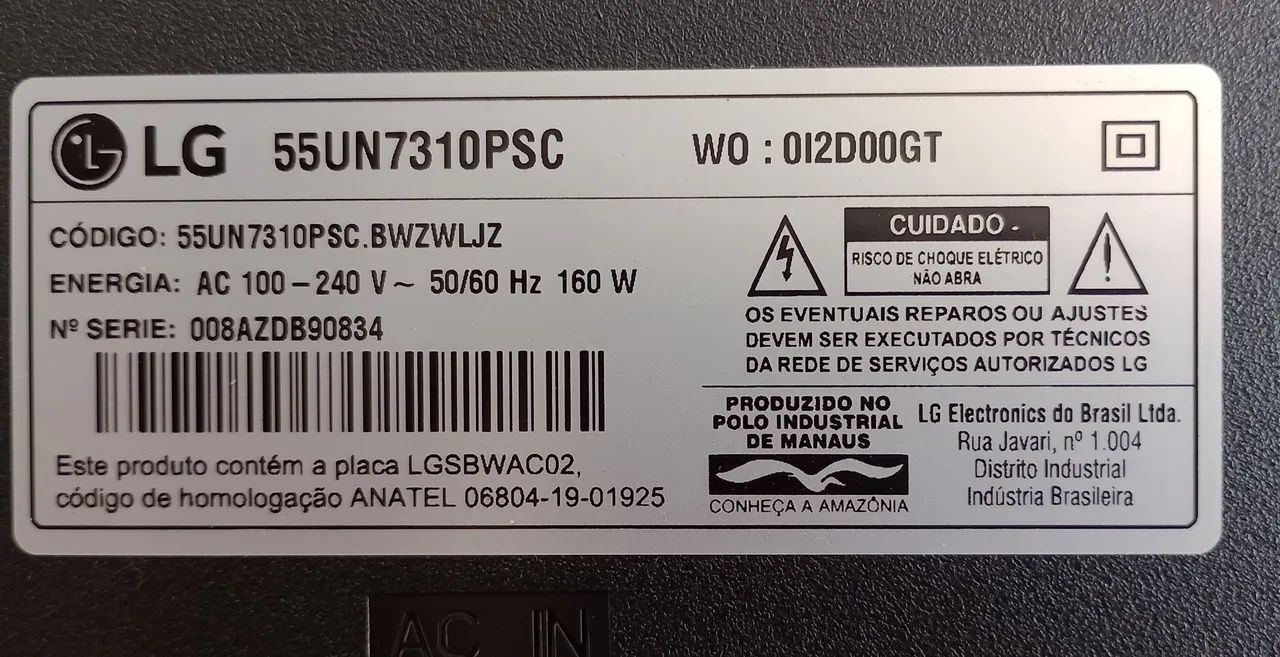 LG 55UN7310PSC WO : 0I2D00GT
CÓDIGO: 55UN7310PSC.BWZWLJZ
ENERGIA: AC 100 – 240 V ~ 50/60 Hz 160 W
Nº SERIE: 008AZDB90834
Este produto contém a placa LGSBWAC02,
código de homologação ANATEL 06804-19-01925
CUIDADO -
RISCO DE CHOQUE ELÉTRICO
NÃO ABRA
OS EVENTUAIS REPAROS OU AJUSTES
DEVEM SER EXECUTADOS POR TÉCNICOS
DA REDE DE SERVIÇOS AUTORIZADOS LG
PRODUZIDO NO
POLO INDUSTRIAL
DE MANAUS
CONHEÇA A AMAZÔNIA
LG Electronics do Brasil Ltda.
Rua Javari, nº 1.004
Distrito Industrial
Indústria Brasileira
AC IN